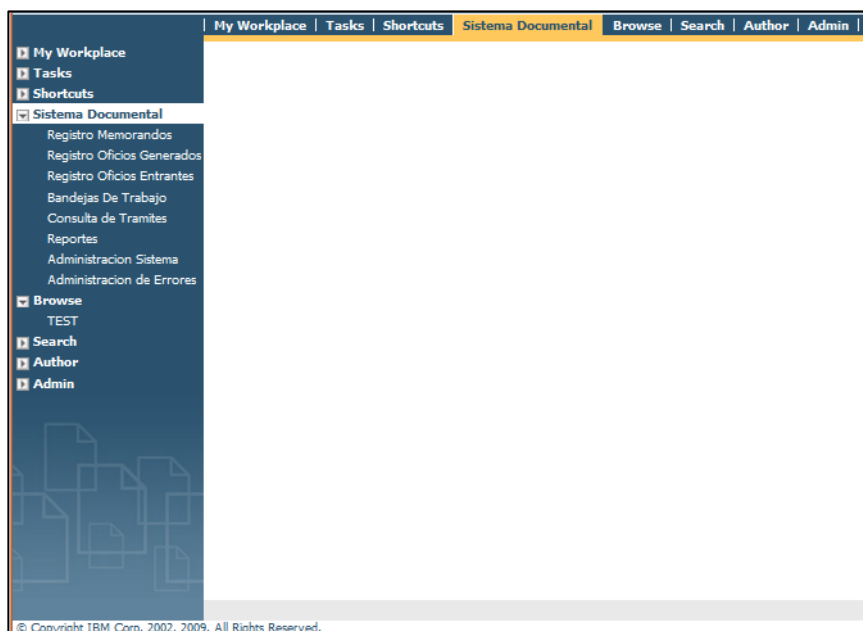 | My Workplace | Tasks | Shortcuts Sistema Documental Browse | Search | Author | Admin |
My Workplace
Tasks
Shortcuts
Sistema Documental
Registro Memorandos
Registro Oficios Generados
Registro Oficios Entrantes
Bandejas De Trabajo
Consulta de Tramites
Reportes
Administracion Sistema
Administracion de Errores
Browse
TEST
Search
Author
Admin
© Copyright IBM Corp. 2002, 2009. All Rights Reserved.